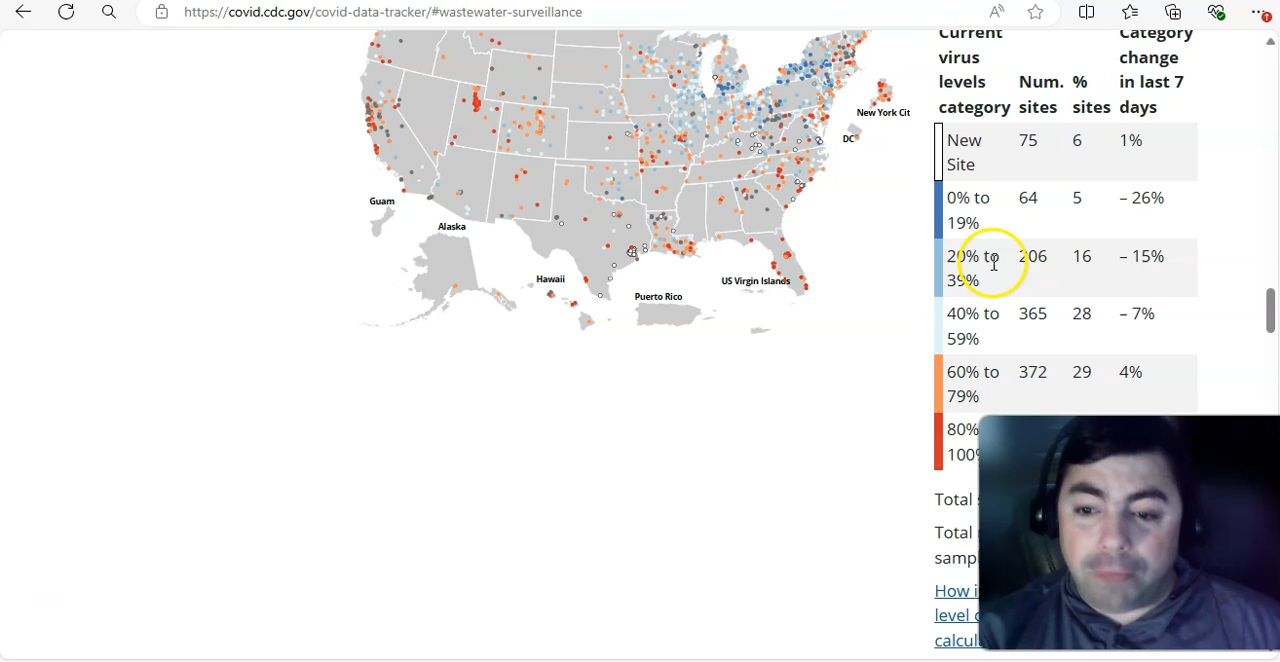 https://covid.cdc.gov/covid-data-tracker/#wastewater-surveillance
Current virus levels category
Num. sites
% sites
Category change in last 7 days
New Site 75 6 1%
0% to 19% 64 5 – 26%
20% to 39% 206 16 – 15%
40% to 59% 365 28 – 7%
60% to 79% 372 29 4%
80%
100%
Total
Total
samp
How i
level c
calcul
New York Cit
DC
Guam
Alaska
Hawaii
US Virgin Islands
Puerto Rico